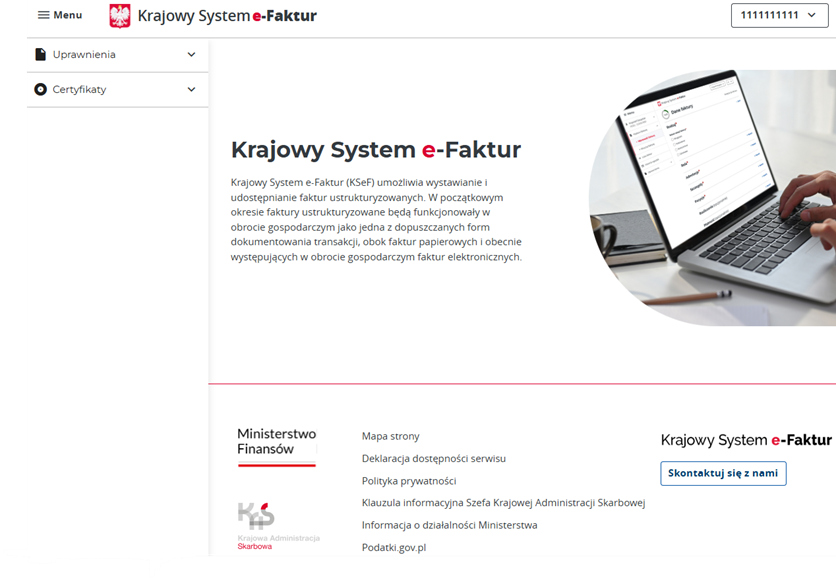 Menu
Krajowy System e-Faktur
1111111111
Uprawnienia
Certyfikaty
Krajowy System e-Faktur
Krajowy System e-Faktur (KSeF) umożliwia wystawianie i
udostępnianie faktur ustrukturyzowanych. W początkowym
okresie faktury ustrukturyzowane będą funkcjonowały w
obrocie gospodarczym jako jedna z dopuszczanych form
dokumentowania transakcji, obok faktur papierowych i obecnie
występujących w obrocie gospodarczym faktur elektronicznych.
Dane faktury
Ministerstwo
Finansów
Krajowa Administracja
Skarbowa
Mapa strony
Deklaracja dostępności serwisu
Polityka prywatności
Klauzula informacyjna Szefa Krajowej Administracji Skarbowej
Informacja o działalności Ministerstwa
Podatki.gov.pl
Krajowy System e-Faktur
Skontaktuj się z nami